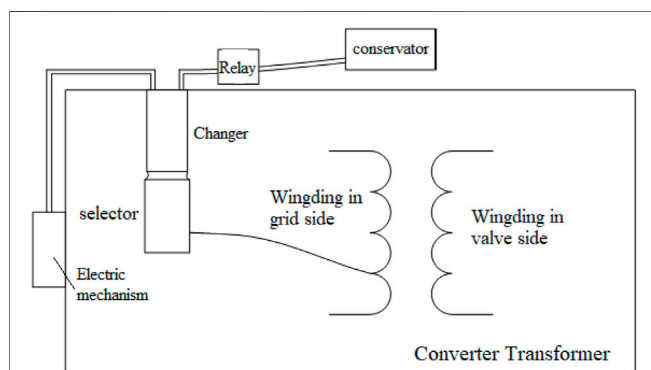 conservator
Relay
Changer
selector
Wingding in
grid side
Wingding in
valve side
Electric
mechanism
Converter Transformer